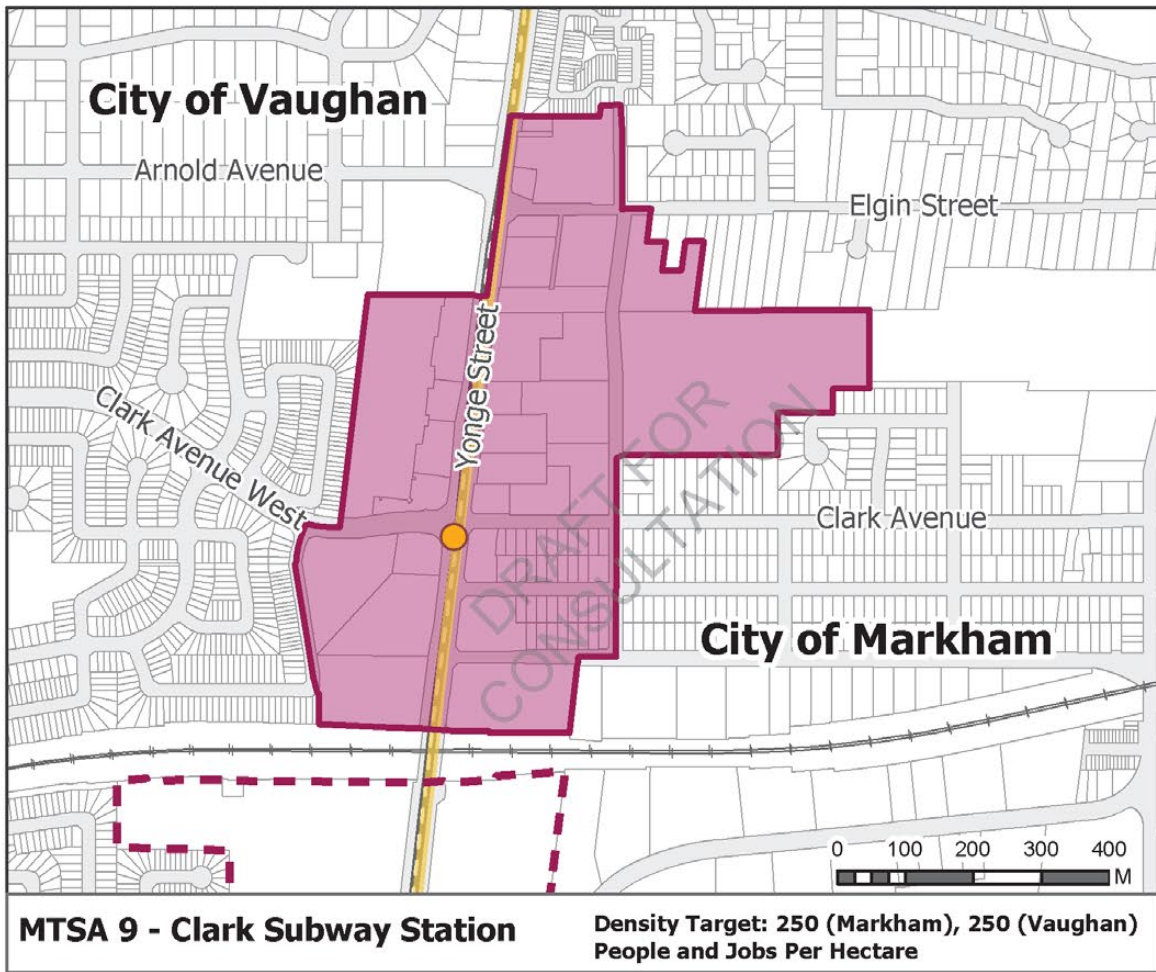 City of Vaughan
Arnold Avenue
Elgin Street
Yonge Street
Clark Avenue West
DRAFT FOR
CONSULTATION
Clark Avenue
City of Markham
0 100 200 300 400
M
MTSA 9 - Clark Subway Station
Density Target: 250 (Markham), 250 (Vaughan)
People and Jobs Per Hectare